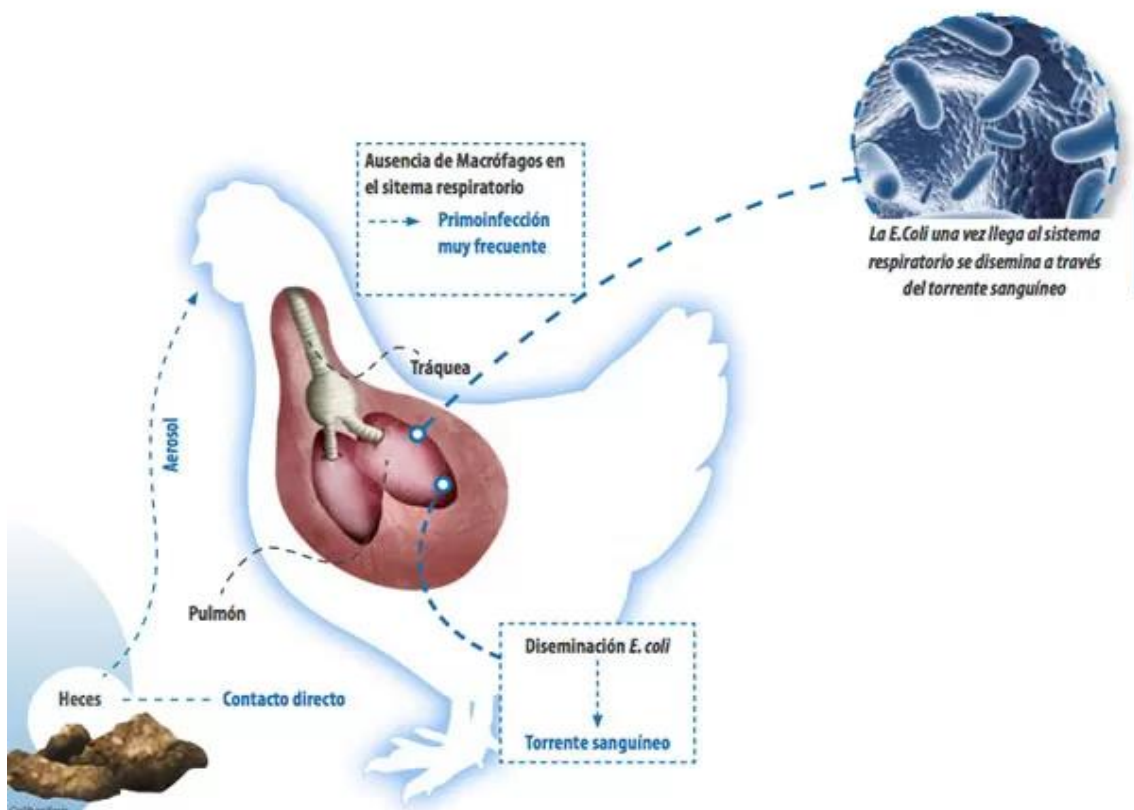 Ausencia de Macrófagos en
el sitema respiratorio
Primoinfección
muy frecuente
La E.Coli una vez llega al sistema
respiratorio se disemina a través
del torrente sanguíneo
Tráquea
Aerosol
Pulmón
Heces
Contacto directo
Diseminación E. coli
Torrente sanguíneo